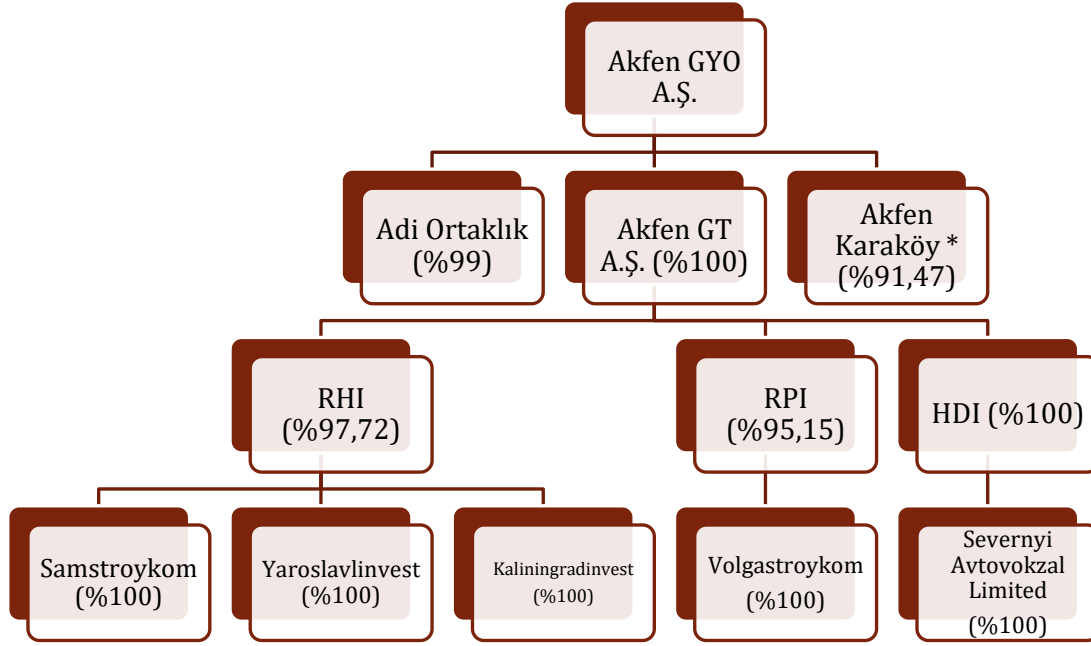 Akfen GYO
A.Ş.
Adi Ortaklık
(%99)
Akfen GT
A.Ş. (%100)
Akfen
Karaköy *
(%91,47)
RHI
(%97,72)
RPI
(%95,15)
HDI (%100)
Samstroykom
(%100)
Yaroslavlinvest
(%100)
Kaliningradinvest
(%100)
Volgastroykom
(%100)
Severnyi
Avtovokzal
Limited
(%100)